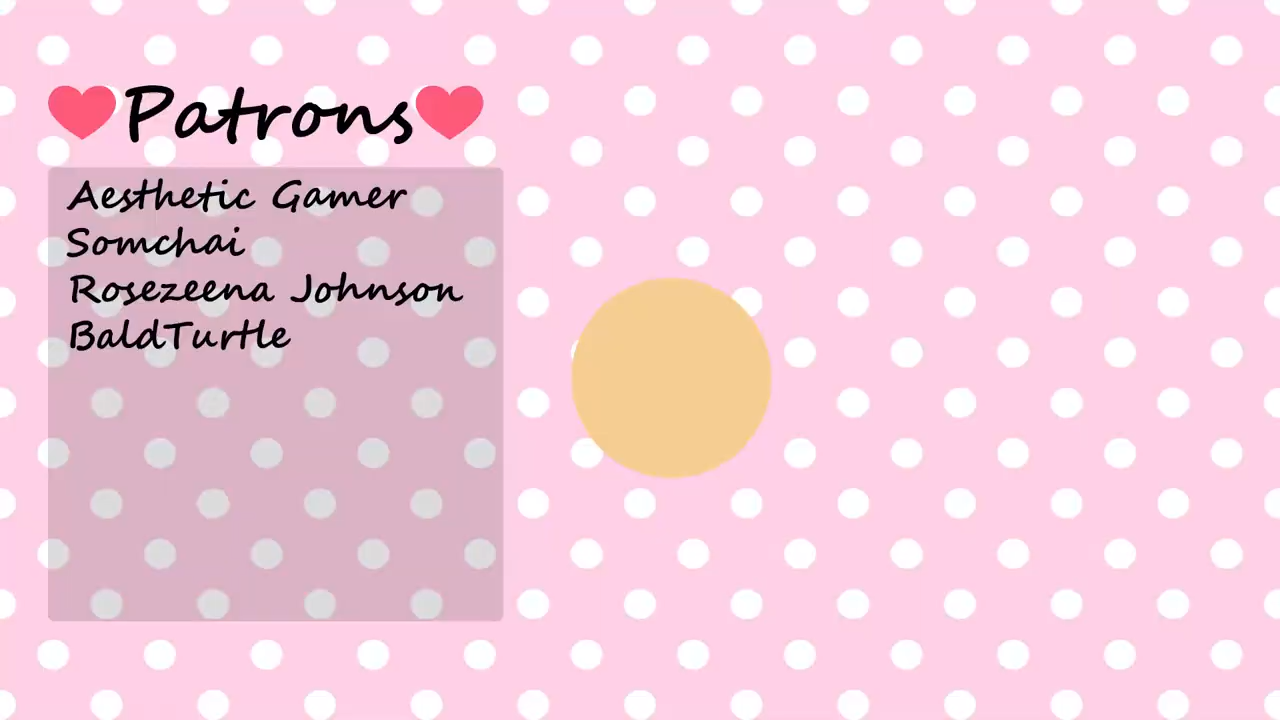 Patrons
Aesthetic Gamer
Somchai
Rosezeena Johnson
BaldTurtle